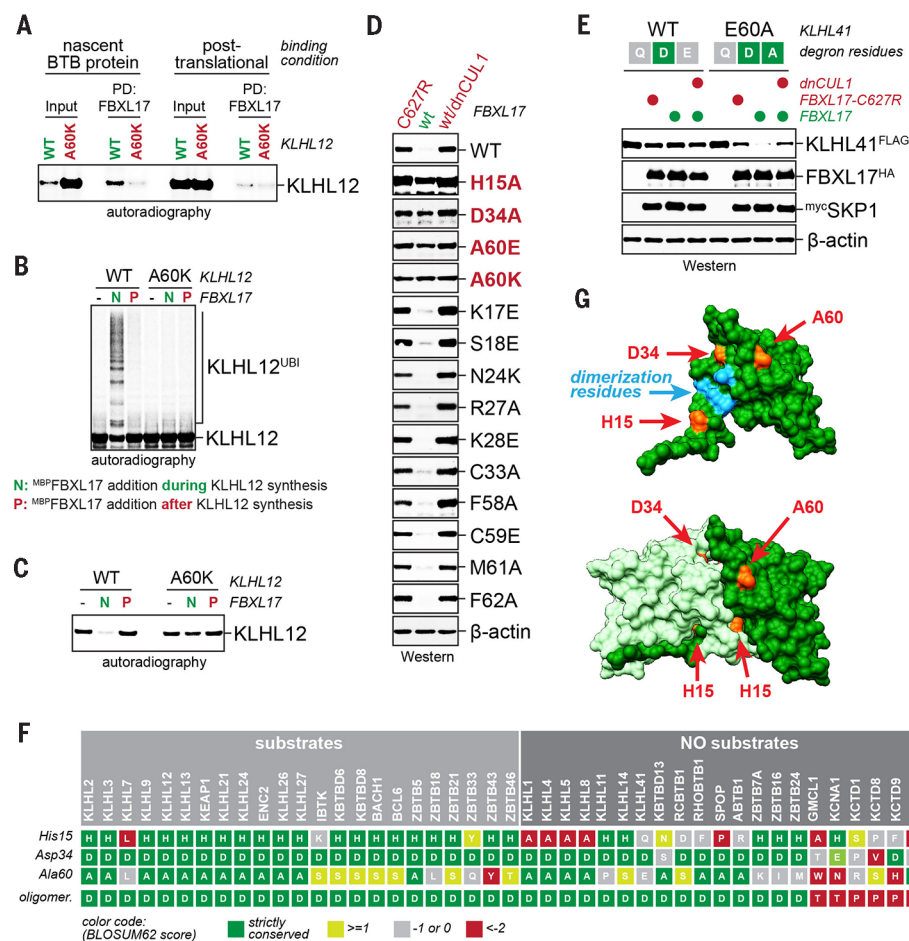 A
nascent
BTB protein
post-
translational
binding
condition
Input
PD:
FBXL17
Input
PD:
FBXL17
WT A60K WT A60K WT A60K WT A60K KLHL12
KLHL12
autoradiography
B
WT A60K KLHL12
- N P - N P FBXL17
KLHL12UBI
KLHL12
autoradiography
N: MBPFBXL17 addition during KLHL12 synthesis
P: MBPFBXL17 addition after KLHL12 synthesis
C
WT A60K KLHL12
- N P - N P FBXL17
KLHL12
autoradiography
D
C627R wt wt/dnCUL1 FBXL17
WT
H15A
D34A
A60E
A60K
K17E
S18E
N24K
R27A
K28E
C33A
F58A
C59E
M61A
F62A
β-actin
Western
E
WT E60A KLHL41
Q D E Q D A degron residues
dnCUL1
FBXL17-C627R
FBXL17
KLHL41FLAG
FBXL17HA
mycSKP1
β-actin
Western
G
A60
D34
dimerization
residues
H15
D34
A60
H15 H15
F
substrates NO substrates
KLHL2 KLHL3 KLHL7 KLHL9 KLHL12 KLHL13 KEAP1 KLHL21 KLHL24 ENC2 KLHL26 KLHL27 IBTK KBTBD6 KBTBD8 BACH1 BCL6 ZBTB5 ZBTB18 ZBTB21 ZBTB33 ZBTB43 ZBTB46 KLHL1 KLHL4 KLHL5 KLHL8 KLHL11 KLHL14 KLHL41 KBTBD13 RCBTB1 RHOBTB1 SPOP ABTB1 ZBTB7A ZBTB16 ZBTB24 GMCL1 KCNA1 KCTD1 KCTD8 KCTD9
His15 H H L H H H H H H H H H K H H H H H H H Y H H A A A A H H Q N D F P R H H H A H S P F
Asp34 D D D D D D D D D D D D D D D D D D D D D D D D D D D D D D S D D D D D D D T E P V D
Ala60 A A L A A A A A A A A A S S S S S A L S Q Y T A A A A P S E A S A A A K I M W N R S H
oligomer. D D D D D D D D D D D D D D D D D D D D D D D D D D D D D D D D D D D D D D T T P P P
color code:
(BLOSUM62 score)
strictly
conserved
>=1
-1 or 0
<-2